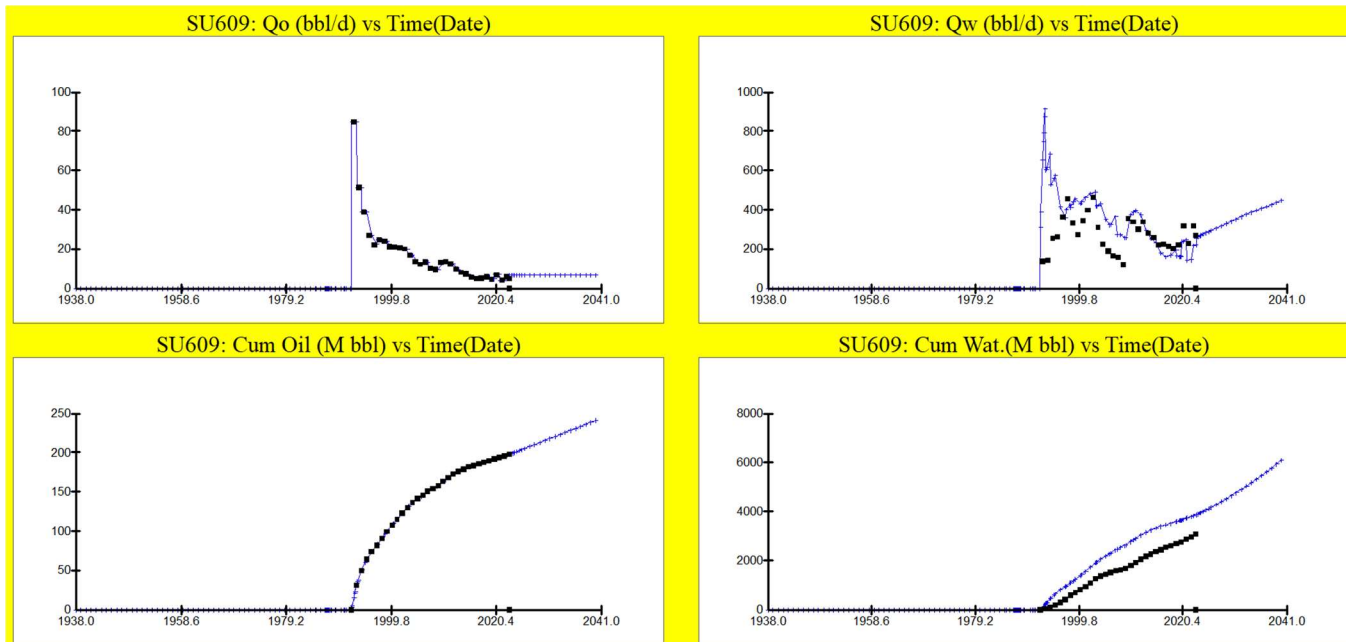 SU609: Qo (bbl/d) vs Time(Date)
100
80
60
40
20
0
1938.0 1958.6 1979.2 1999.8 2020.4 2041.0
SU609: Qw (bbl/d) vs Time(Date)
1000
800
600
400
200
0
1938.0 1958.6 1979.2 1999.8 2020.4 2041.0
SU609: Cum Oil (M bbl) vs Time(Date)
250
200
150
100
50
0
1938.0 1958.6 1979.2 1999.8 2020.4 2041.0
SU609: Cum Wat.(M bbl) vs Time(Date)
8000
6000
4000
2000
0
1938.0 1958.6 1979.2 1999.8 2020.4 2041.0